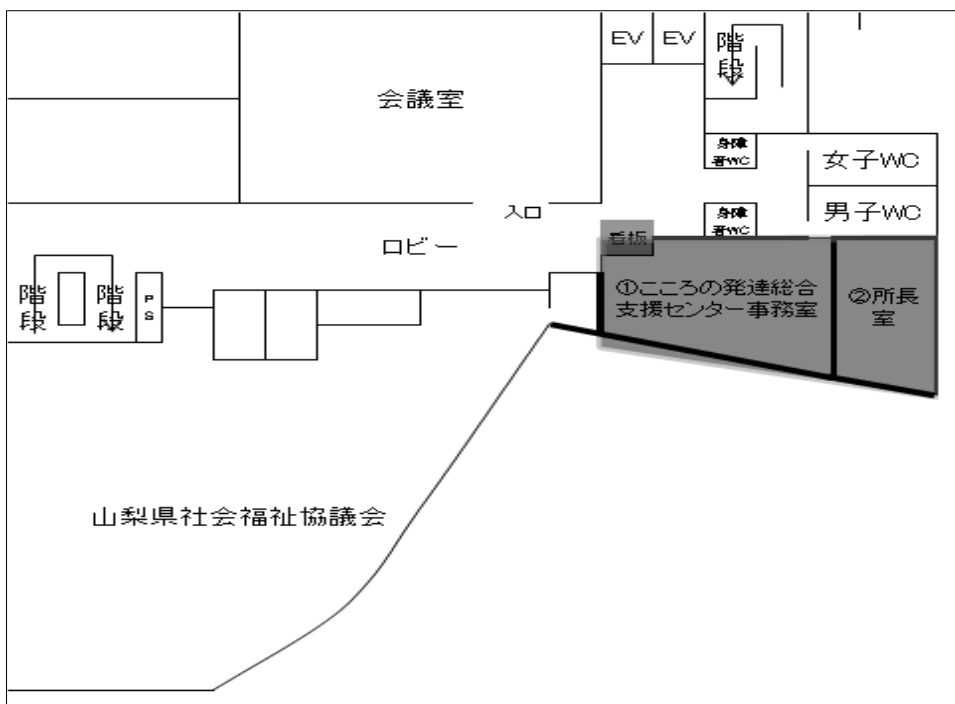 EV
EV
階
段
会議室
身障
者WC
女子WC
入口
身障
者WC
男子WC
ロビー
看板
階
段
階
段
P
S
①こころの発達総合
支援センター事務室
②所長
室
山梨県社会福祉協議会